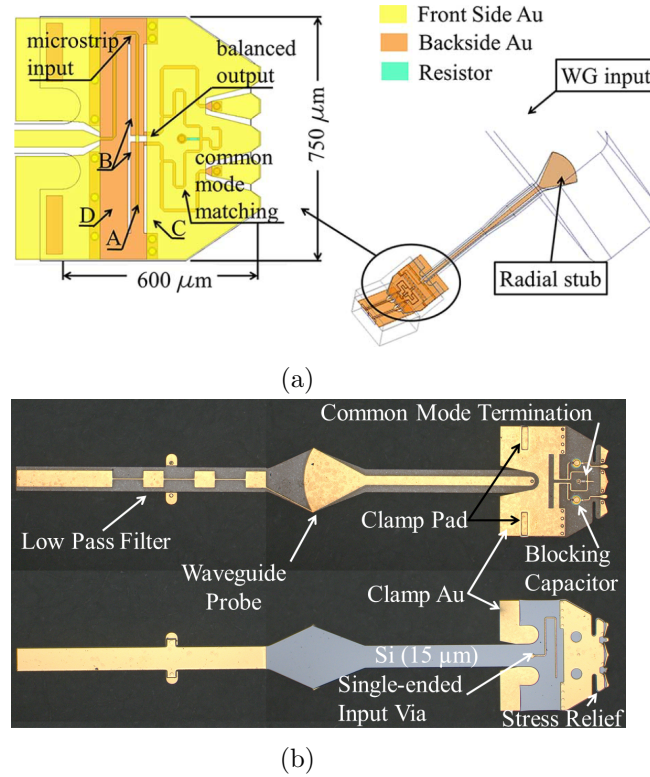 microstrip
input
balanced
output
B
D
A
C
common
mode
matching
600 μm
750 μm
Front Side Au
Backside Au
Resistor
WG input
Radial stub
(a)
Common Mode Termination
Low Pass Filter
Waveguide
Probe
Clamp Pad
Clamp Au
Blocking
Capacitor
Si (15 μm)
Single-ended
Input Via
Stress Relief
(b)